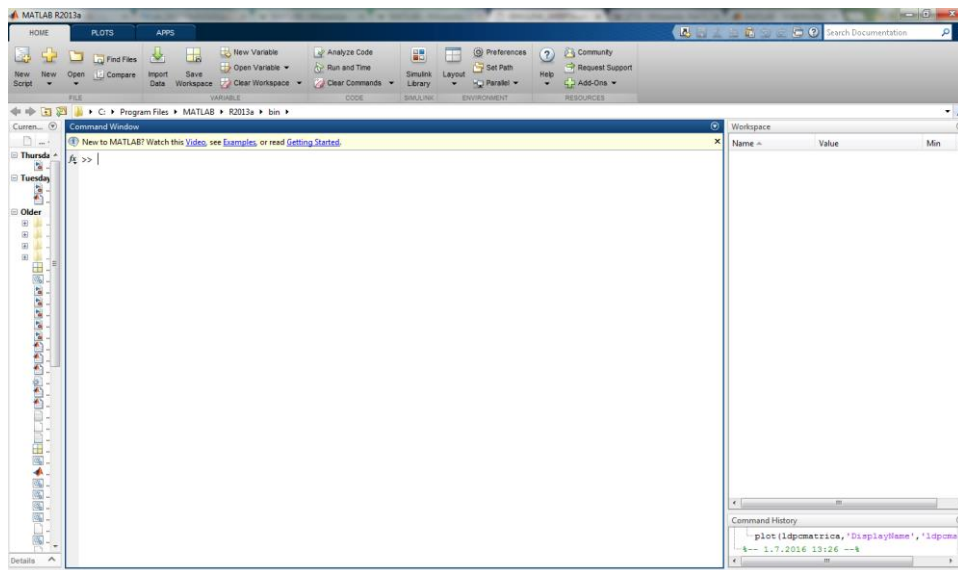 MATLAB R2013a
HOME PLOTS APPS
Search Documentation
New Script
New
Open
Find Files
Compare
Import Data
Save Workspace
New Variable
Open Variable
Clear Workspace
Analyze Code
Run and Time
Clear Commands
Simulink Library
Layout
Preferences
Set Path
Parallel
Help
Community
Request Support
Add-Ons
FILE VARIABLE CODE SIMULINK ENVIRONMENT RESOURCES
C: Program Files MATLAB R2013a bin
Curren...
Command Window
Workspace
New to MATLAB? Watch this Video, see Examples, or read Getting Started.
Name Value Min
fx >>
Thursda
Tuesday
Older
Command History
plot(ldpcmatrica,'DisplayName','ldpcma
%-- 1.7.2016 13:26 --%
Details